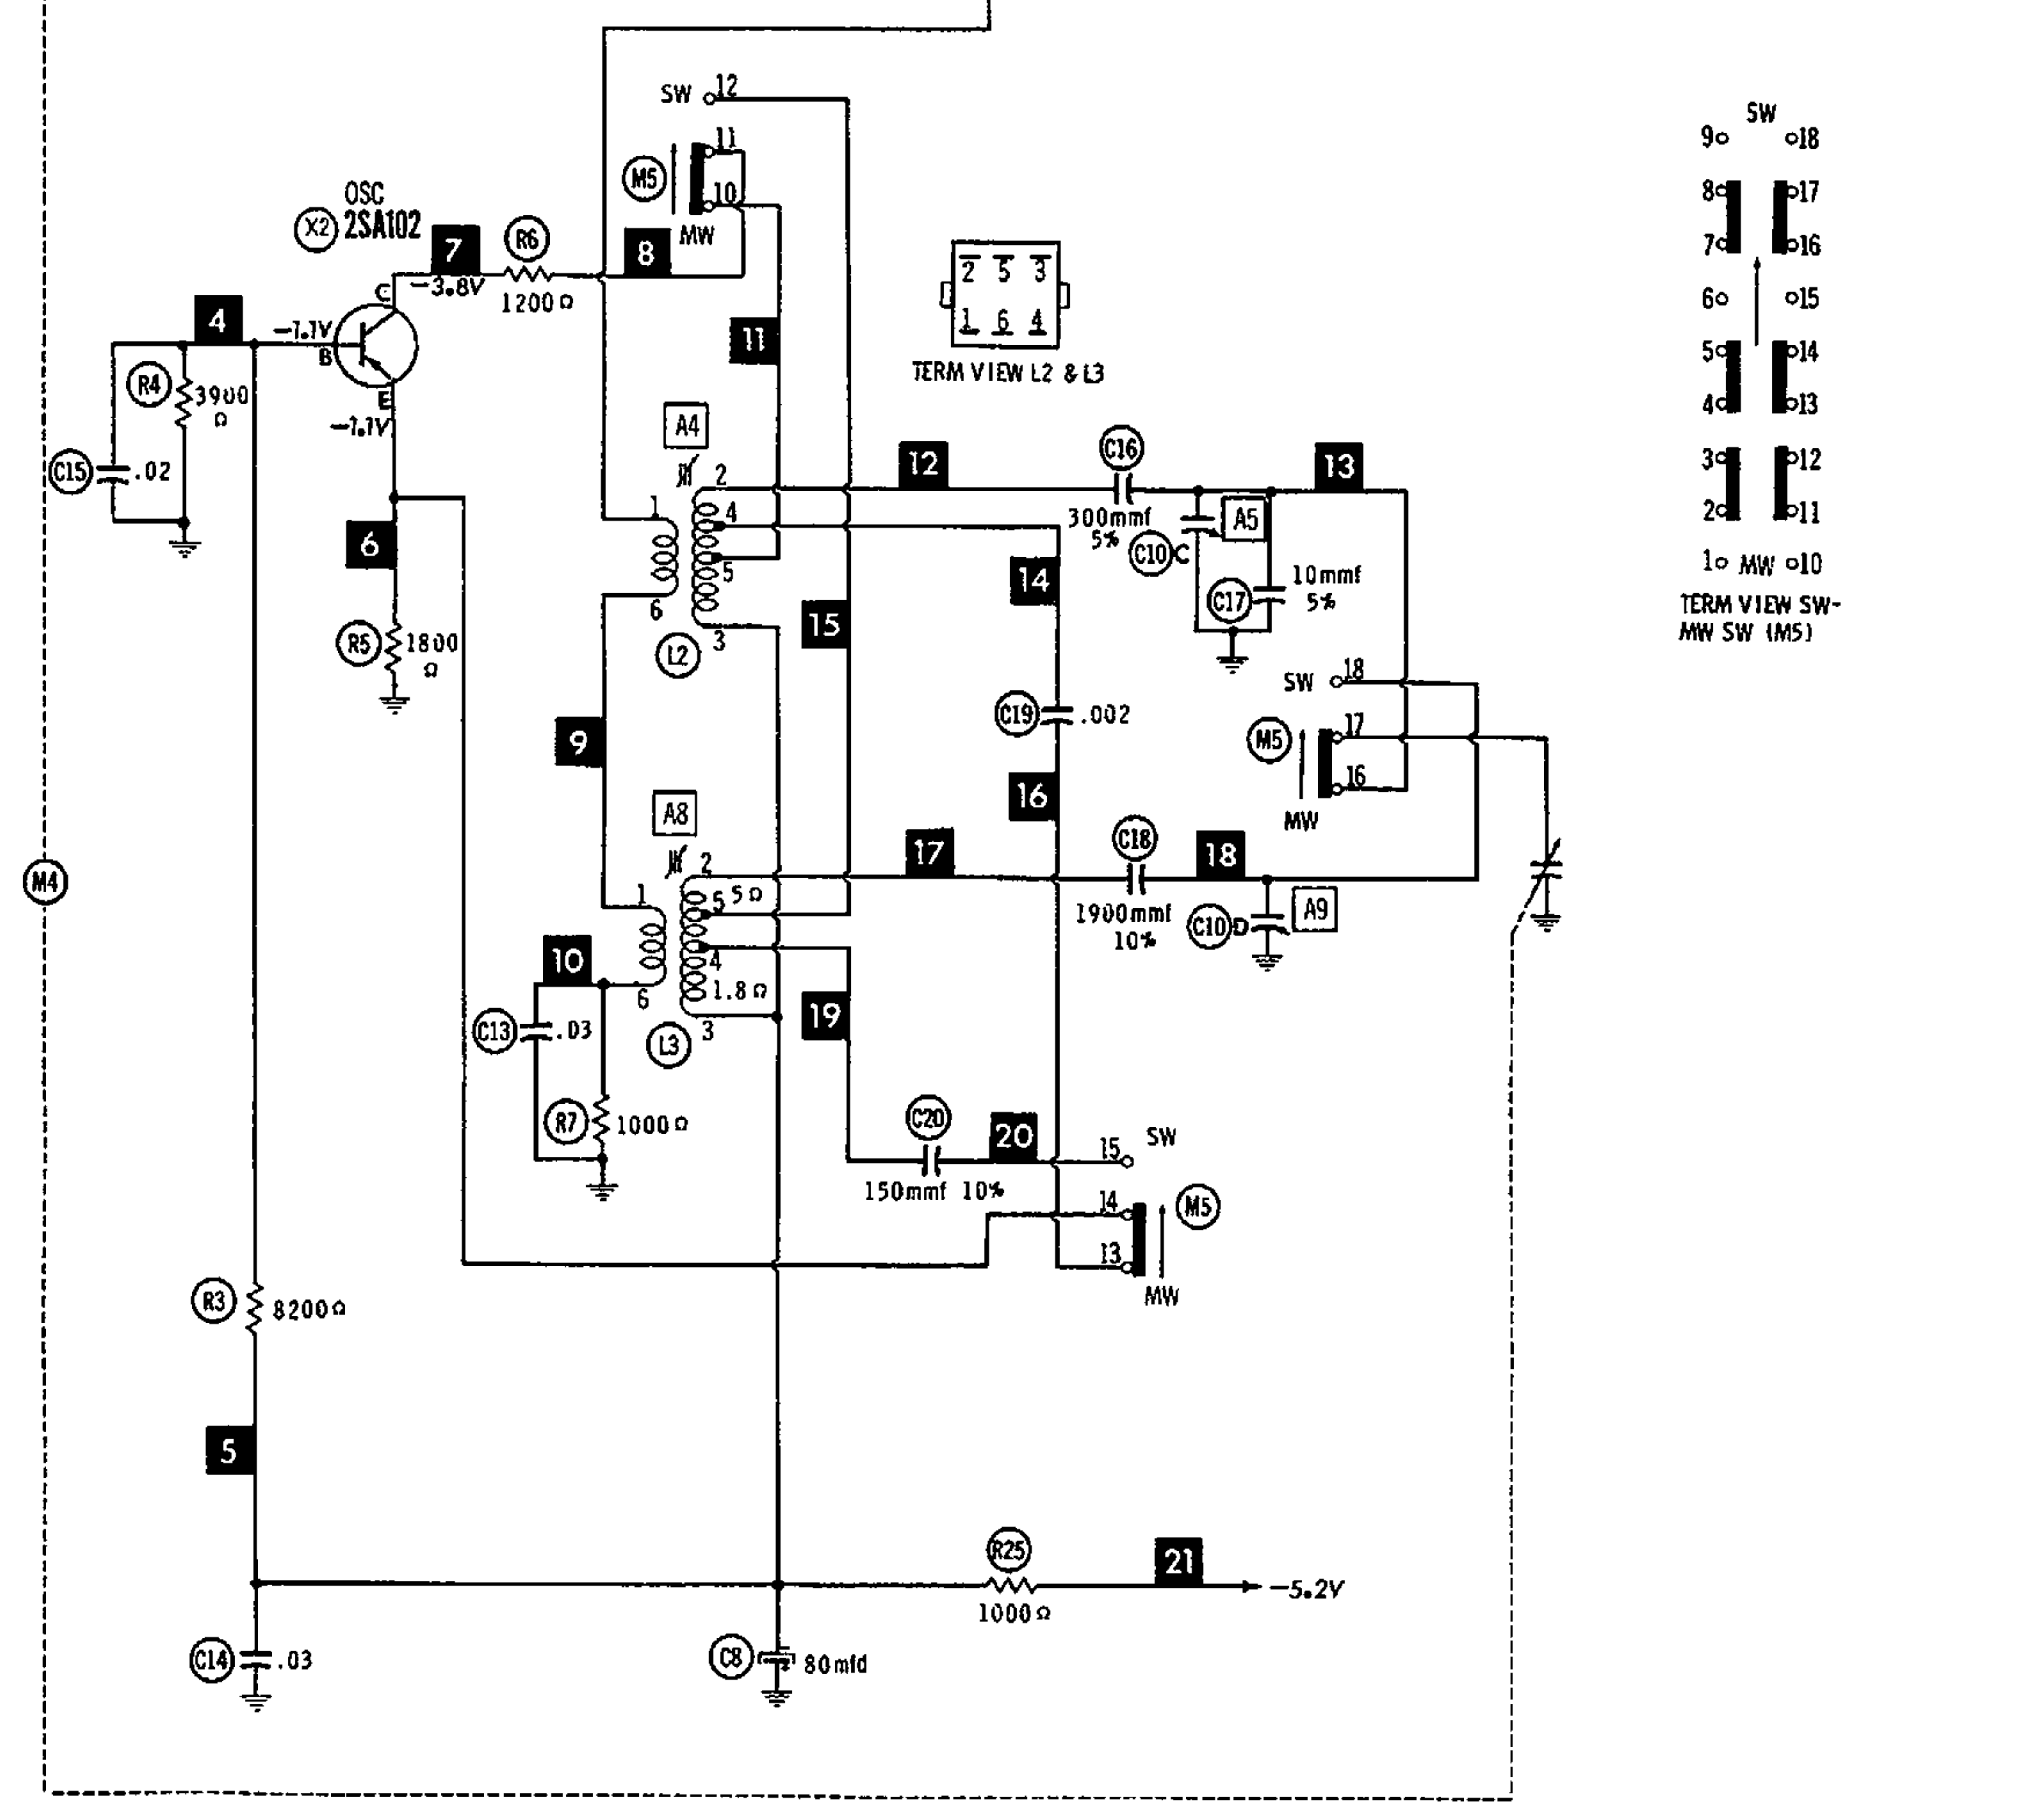 SW 12
11
M5
10
MW
OSC
X2 2SA102
7
R6
8
C
-3.8V
1200Ω
4
-1.1V
B
E
-1.1V
R4
3900
Ω
C15
.02
11
2 5 3
1 6 4
TERM VIEW L2 & L3
SW
9 18
8 17
7 16
6 15
5 14
4 13
3 12
2 11
1 MW 10
TERM VIEW SW-
MW SW (M5)
A4
2
1
4
5
6
3
L2
12
C16
300mmf
5%
13
A5
C10 C
C17
10mmf
5%
6
R5
1800
Ω
14
15
C19
.002
SW 18
17
M5
16
MW
9
16
A8
2
1
5 5Ω
4
1.8Ω
6
3
L3
17
C18
1900mmf
10%
18
C10 D
A9
M4
10
C13
.03
19
R7
1000Ω
C20
150mmf 10%
20
15 SW
14
M5
13
MW
R3
8200Ω
5
R25
1000Ω
21
-5.2V
C14
.03
C8
80mfd